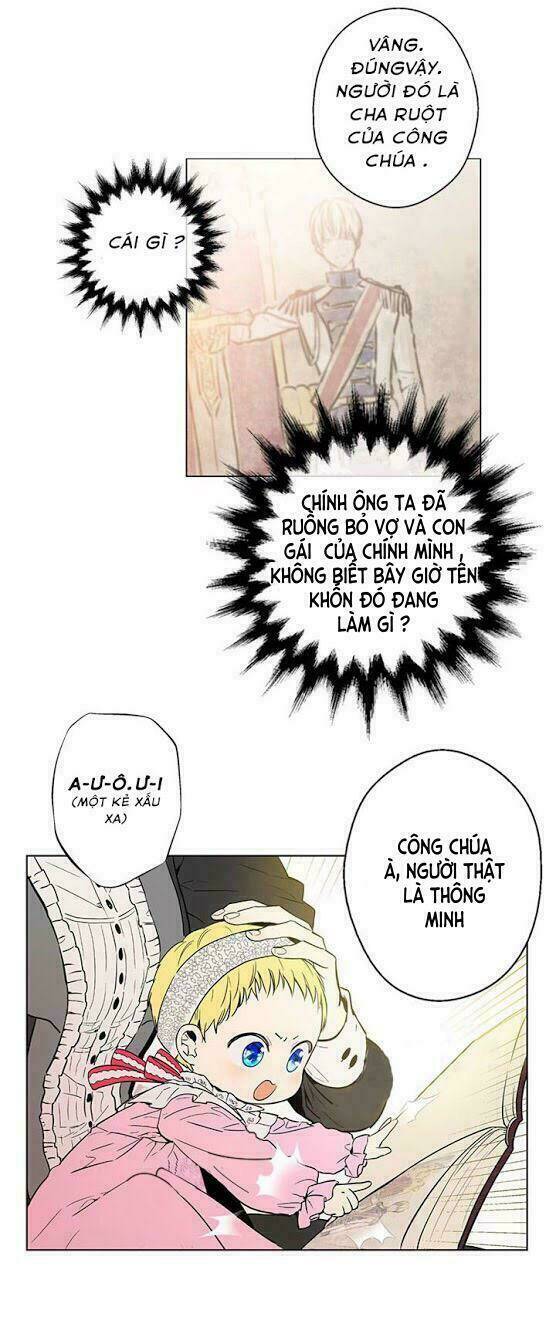 VÂNG.
ĐÚNGVẬY.
NGƯỜI ĐÓ LÀ
CHA RUỘT
CỦA CÔNG
CHÚA .
CÁI GÌ ?
CHÍNH ÔNG TA ĐÃ
RUỒNG BỎ VỢ VÀ CON
GÁI CỦA CHÍNH MÌNH ,
KHÔNG BIẾT BÂY GIỜ TÊN
KHỐN ĐÓ ĐANG
LÀM GÌ ?
A-Ư-Ô.Ư-I
(MỘT KẺ XẤU
XA)
CÔNG CHÚA
À, NGƯỜI THẬT
LÀ THÔNG
MINH